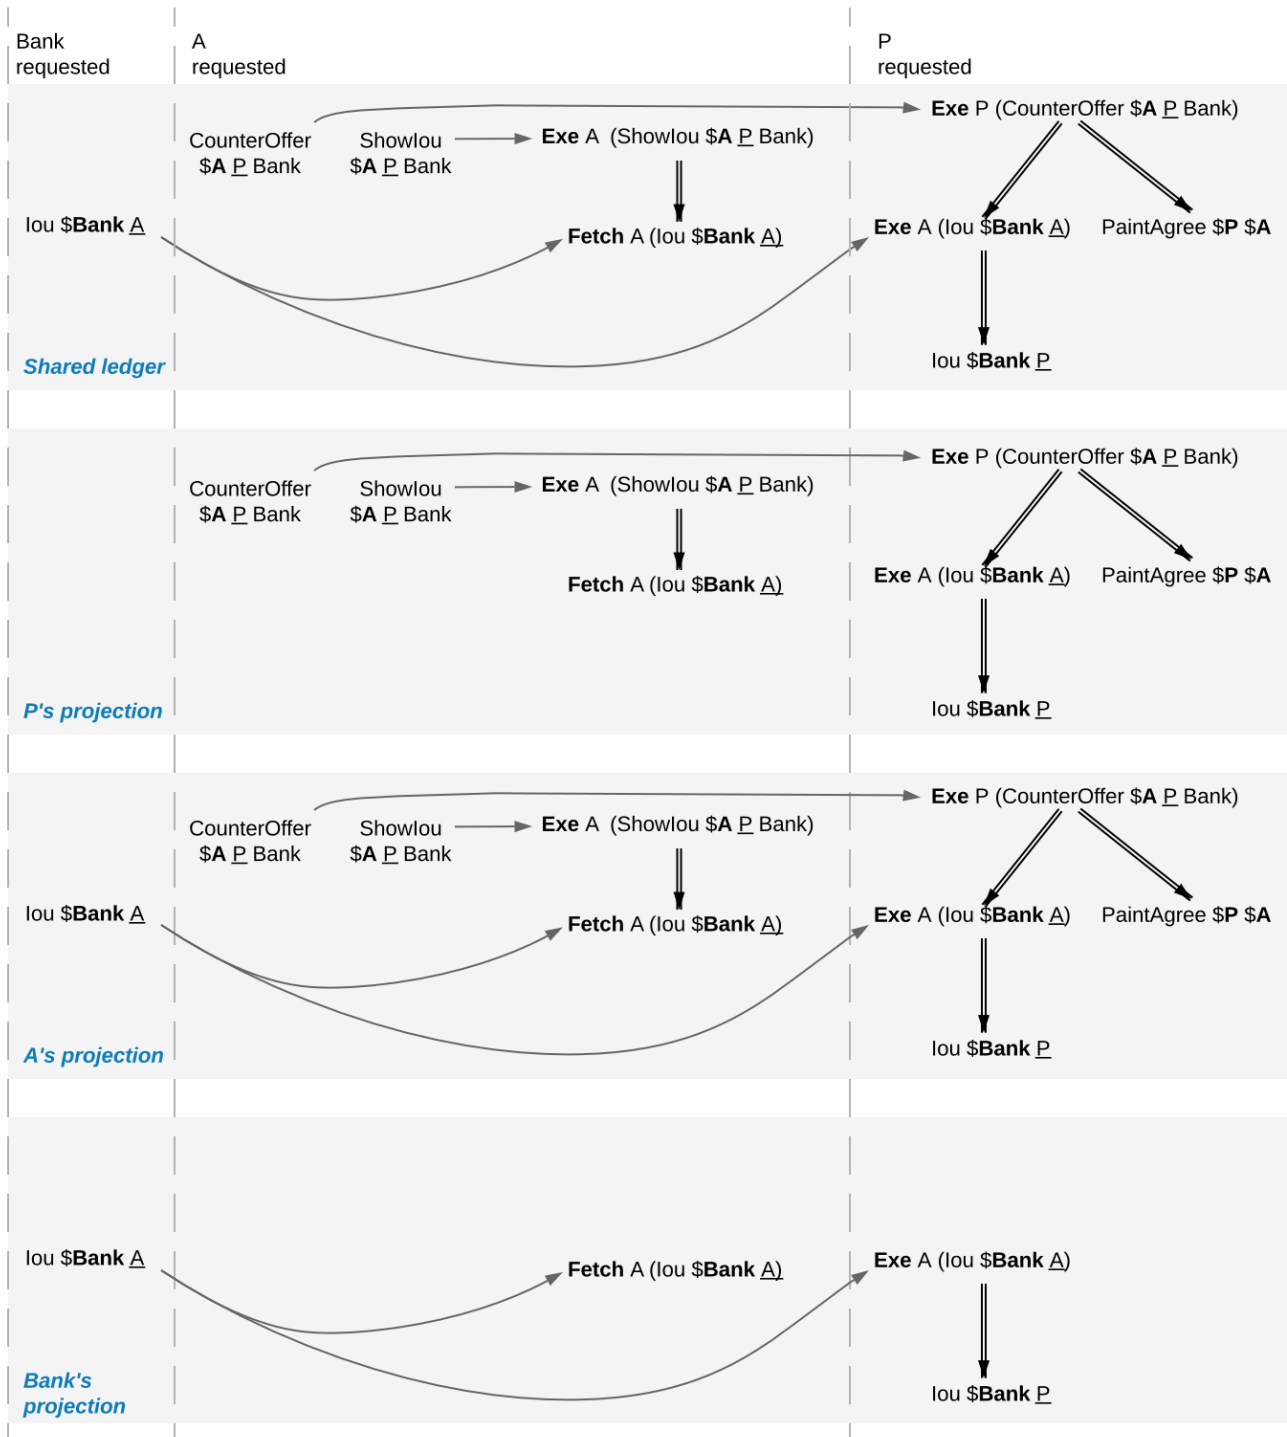 Bank
requested
A
requested
P
requested
Exe P (CounterOffer $A P Bank)
CounterOffer
$A P Bank
ShowIou
$A P Bank
Exe A (ShowIou $A P Bank)
Iou $Bank A
Fetch A (Iou $Bank A)
Exe A (Iou $Bank A)
PaintAgree $P $A
Iou $Bank P
Shared ledger
Exe P (CounterOffer $A P Bank)
CounterOffer
$A P Bank
ShowIou
$A P Bank
Exe A (ShowIou $A P Bank)
Fetch A (Iou $Bank A)
Exe A (Iou $Bank A)
PaintAgree $P $A
Iou $Bank P
P's projection
Exe P (CounterOffer $A P Bank)
CounterOffer
$A P Bank
ShowIou
$A P Bank
Exe A (ShowIou $A P Bank)
Iou $Bank A
Fetch A (Iou $Bank A)
Exe A (Iou $Bank A)
PaintAgree $P $A
Iou $Bank P
A's projection
Iou $Bank A
Fetch A (Iou $Bank A)
Exe A (Iou $Bank A)
Iou $Bank P
Bank's
projection